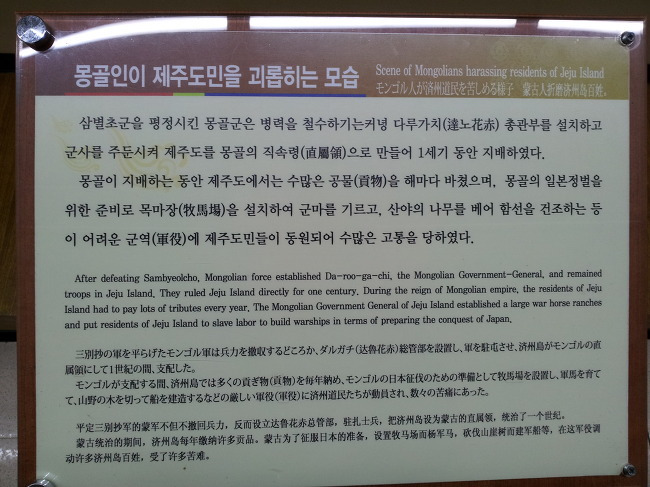 몽골인이 제주도민을 괴롭히는 모습
Scene of Mongolians harassing residents of Jeju Island
モンゴル人が済州道民を苦しめる様子 蒙古人折磨济州岛百姓。
삼별초군을 평정시킨 몽골군은 병력을 철수하기는커녕 다루가치(達노花赤) 총관부를 설치하고
군사를 주둔시켜 제주도를 몽골의 직속령(直屬領)으로 만들어 1세기 동안 지배하였다.
몽골이 지배하는 동안 제주도에서는 수많은 공물(貢物)을 해마다 바쳤으며, 몽골의 일본정벌을
위한 준비로 목마장(牧馬場)을 설치하여 군마를 기르고, 산야의 나무를 베어 함선을 건조하는 등
이 어려운 군역(軍役)에 제주도민들이 동원되어 수많은 고통을 당하였다.
After defeating Sambyeolcho, Mongolian force established Da-roo-ga-chi, the Mongolian Government-General, and remained
troops in Jeju Island. They ruled Jeju Island directly for one century. During the reign of Mongolian empire, the residents of Jeju
Island had to pay lots of tributes every year. The Mongolian Government General of Jeju Island established a large war horse ranches
and put residents of Jeju Island to slave labor to build warships in terms of preparing the conquest of Japan.
三別抄の軍を平らげたモンゴル軍は兵力を撤収するどころか、ダルガチ(达魯花赤)総管部を設置し、軍を駐屯させ、済州島がモンゴルの直
属領にして1世紀の間、支配した。
モンゴルが支配する間、済州島では多くの貢ぎ物(貢物)を毎年納め、モンゴルの日本征伐のための準備として牧馬場を設置し、軍馬を育て
て、山野の木を切って船を建造するなどの厳しい軍役(軍役)に済州道民たちが動員され、数々の苦痛にあった。
平定三别抄军的蒙军不但不撤回兵力，反而设立达鲁花赤总管部，驻扎士兵，把济州岛设为蒙古的直属领，统治了一个世纪。
蒙古统治的期间，济州岛每年缴纳许多贡品。蒙古为了征服日本的准备，设置牧马场而杨军马，砍伐山崖树而建军船等，在这军役调
动许多济州岛百姓，受了许多苦难。